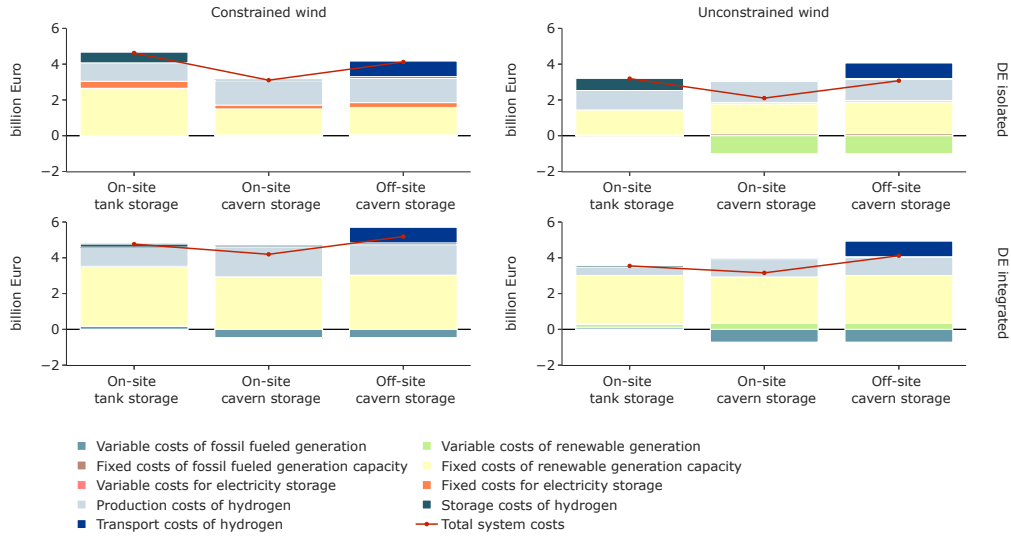 Constrained wind
Unconstrained wind
6
4
2
0
−2
billion Euro
On-site
tank storage
On-site
cavern storage
Off-site
cavern storage
6
4
2
0
−2
billion Euro
On-site
tank storage
On-site
cavern storage
Off-site
cavern storage
DE isolated
6
4
2
0
−2
billion Euro
On-site
tank storage
On-site
cavern storage
Off-site
cavern storage
6
4
2
0
−2
billion Euro
On-site
tank storage
On-site
cavern storage
Off-site
cavern storage
DE integrated
Variable costs of fossil fueled generation
Variable costs of renewable generation
Fixed costs of fossil fueled generation capacity
Fixed costs of renewable generation capacity
Variable costs for electricity storage
Fixed costs for electricity storage
Production costs of hydrogen
Storage costs of hydrogen
Transport costs of hydrogen
Total system costs